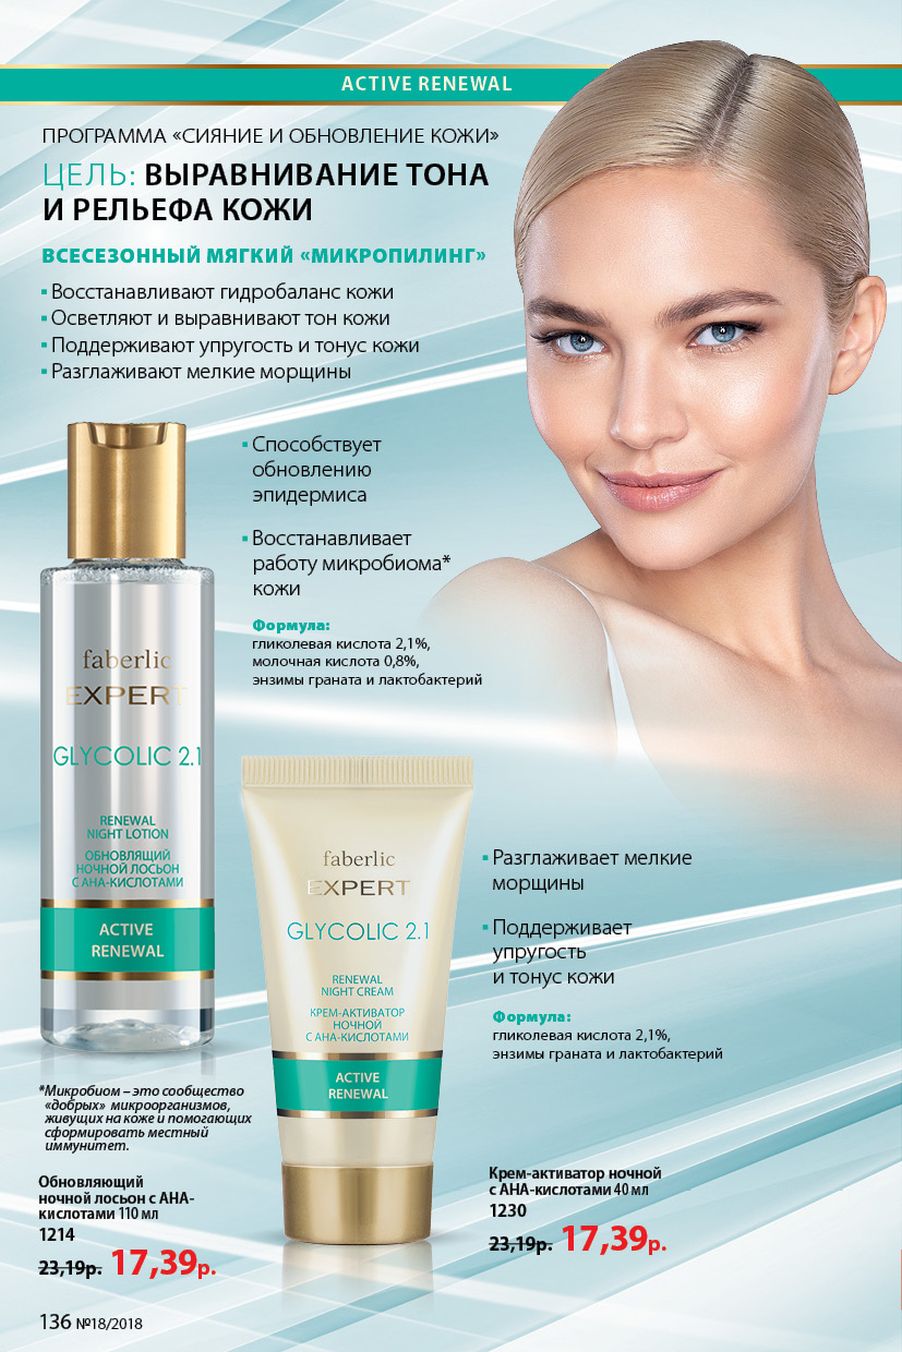 ACTIVE RENEWAL
ПРОГРАММА «СИЯНИЕ И ОБНОВЛЕНИЕ КОЖИ»
ЦЕЛЬ: ВЫРАВНИВАНИЕ ТОНА
И РЕЛЬЕФА КОЖИ
ВСЕСЕЗОННЫЙ МЯГКИЙ «МИКРОПИЛИНГ»
▪ Восстанавливают гидробаланс кожи
▪ Осветляют и выравнивают тон кожи
▪ Поддерживают упругость и тонус кожи
▪ Разглаживают мелкие морщины
▪ Способствует
обновлению
эпидермиса
▪ Восстанавливает
работу микробиома*
кожи
Формула:
гликолевая кислота 2,1%,
молочная кислота 0,8%,
энзимы граната и лактобактерий
faberlic
EXPERT
GLYCOLIC 2.1
RENEWAL
NIGHT LOTION
ОБНОВЛЯЩИЙ
НОЧНОЙ ЛОСЬОН
С АНА-КИСЛОТАМИ
ACTIVE
RENEWAL
faberlic
EXPERT
GLYCOLIC 2.1
RENEWAL
NIGHT CREAM
КРЕМ-АКТИВАТОР
НОЧНОЙ
С АНА-КИСЛОТАМИ
ACTIVE
RENEWAL
▪ Разглаживает мелкие
морщины
▪ Поддерживает
упругость
и тонус кожи
Формула:
гликолевая кислота 2,1%,
энзимы граната и лактобактерий
*Микробиом – это сообщество
«добрых» микроорганизмов,
живущих на коже и помогающих
сформировать местный
иммунитет.
Обновляющий
ночной лосьон с АНА-
кислотами 110 мл
1214
23,19р. 17,39р.
Крем-активатор ночной
с АНА-кислотами 40 мл
1230
23,19р. 17,39р.
136 №18/2018